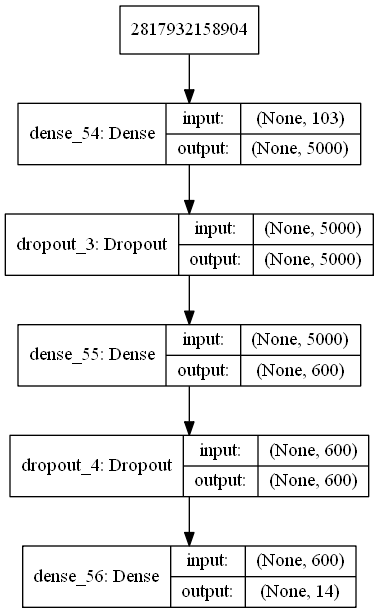 2817932158904
dense_54: Dense
input: (None, 103)
output: (None, 5000)
dropout_3: Dropout
input: (None, 5000)
output: (None, 5000)
dense_55: Dense
input: (None, 5000)
output: (None, 600)
dropout_4: Dropout
input: (None, 600)
output: (None, 600)
dense_56: Dense
input: (None, 600)
output: (None, 14)